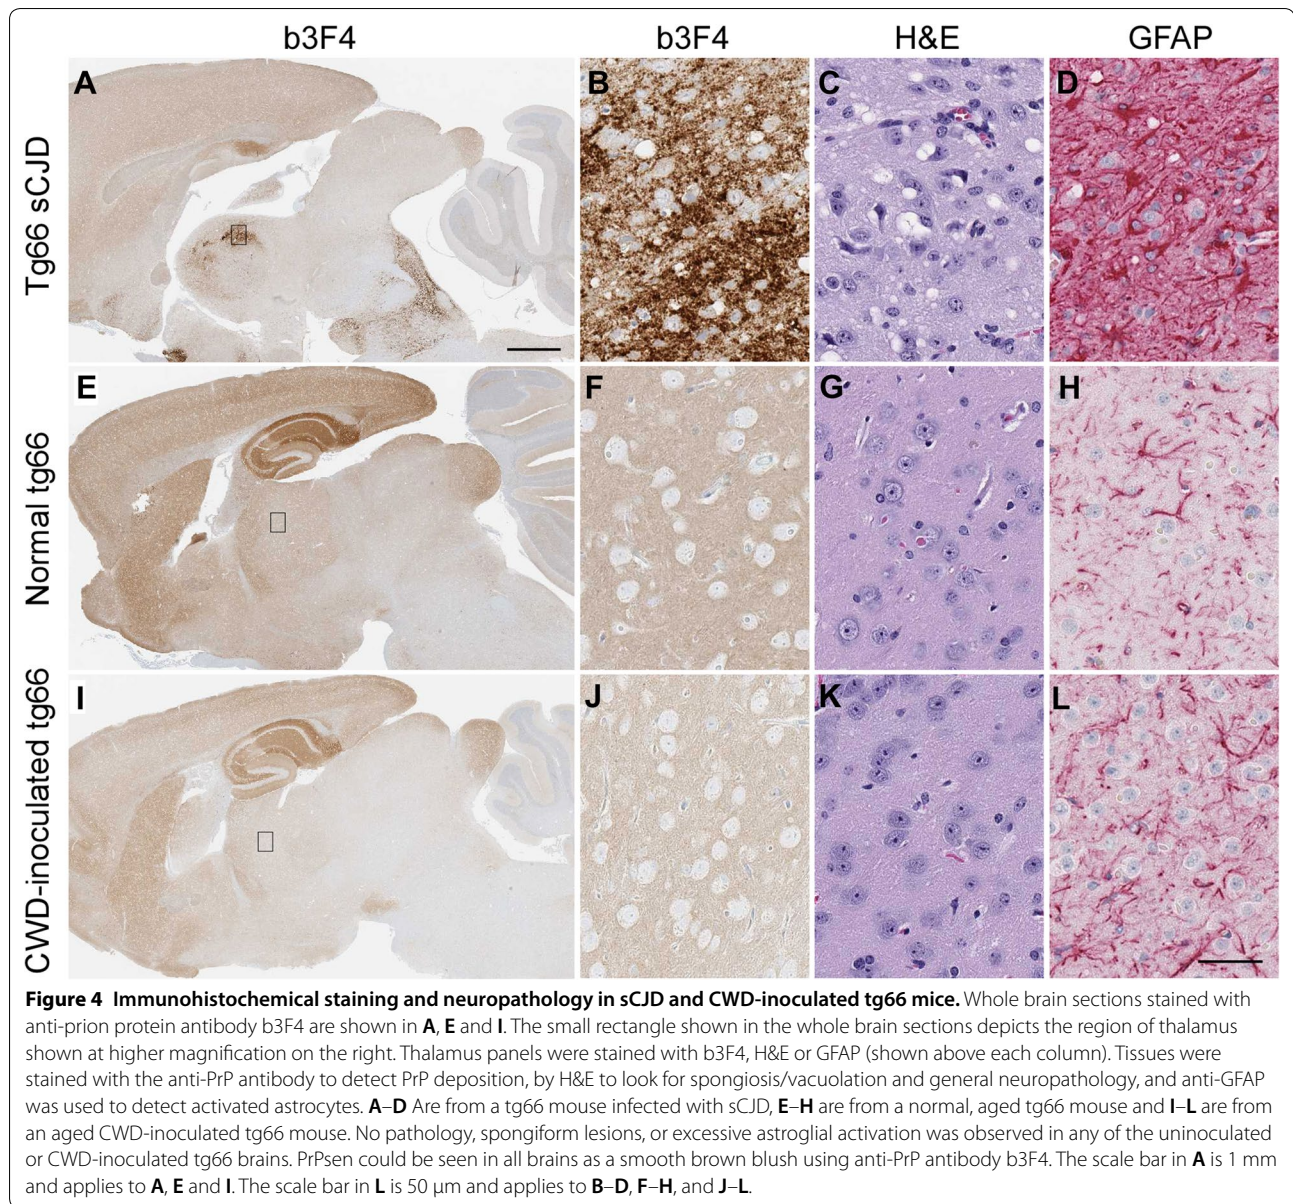 b3F4 b3F4 H&E GFAP
Tg66 sCJD
A B C D
Normal tg66
E F G H
CWD-inoculated tg66
I J K L
Figure 4 Immunohistochemical staining and neuropathology in sCJD and CWD-inoculated tg66 mice. Whole brain sections stained with
anti-prion protein antibody b3F4 are shown in A, E and I. The small rectangle shown in the whole brain sections depicts the region of thalamus
shown at higher magnification on the right. Thalamus panels were stained with b3F4, H&E or GFAP (shown above each column). Tissues were
stained with the anti-PrP antibody to detect PrP deposition, by H&E to look for spongiosis/vacuolation and general neuropathology, and anti-GFAP
was used to detect activated astrocytes. A–D Are from a tg66 mouse infected with sCJD, E–H are from a normal, aged tg66 mouse and I–L are from
an aged CWD-inoculated tg66 mouse. No pathology, spongiform lesions, or excessive astroglial activation was observed in any of the uninoculated
or CWD-inoculated tg66 brains. PrPsen could be seen in all brains as a smooth brown blush using anti-PrP antibody b3F4. The scale bar in A is 1 mm
and applies to A, E and I. The scale bar in L is 50 μm and applies to B–D, F–H, and J–L.